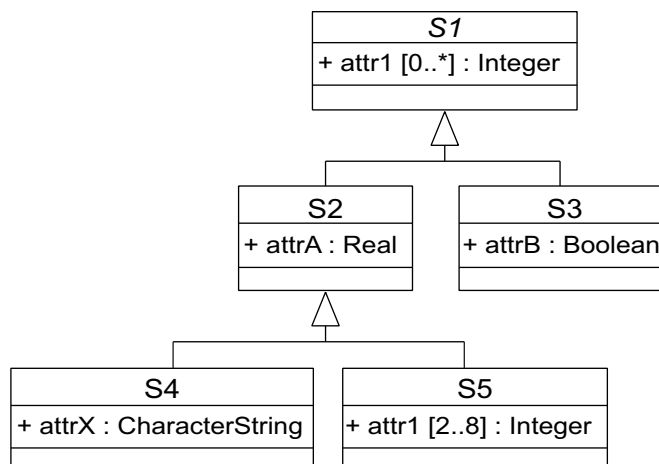 S1
+ attr1 [0..*] : Integer
S2
+ attrA : Real
S3
+ attrB : Boolean
S4
+ attrX : CharacterString
S5
+ attr1 [2..8] : Integer